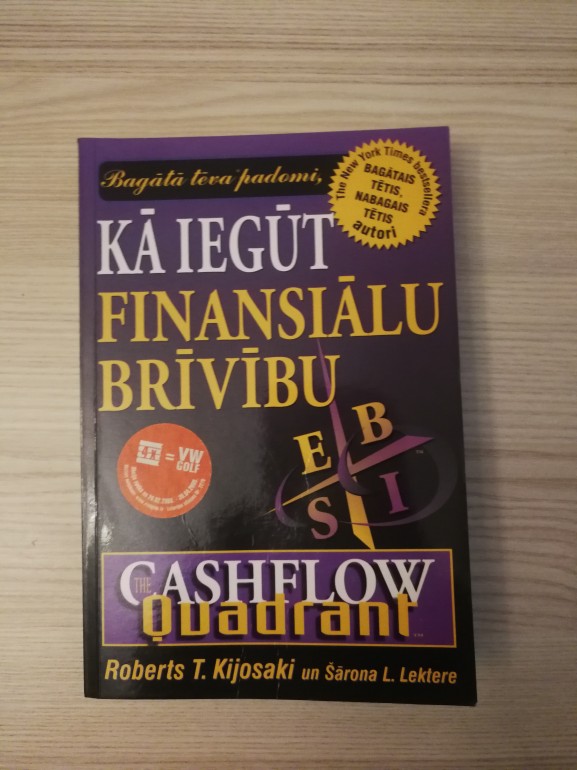 Bagātā tēva padomi,
The New York Times bestsellera
BAGĀTAIS
TĒTIS,
NABAGAIS
TĒTIS
autori
KĀ IEGŪT
FINANSIĀLU
BRĪVĪBU
= VW
GOLF
E B
S I
™
THE CASHFLOW
Quadrant
Roberts T. Kijosaki un Šārona L. Lektere